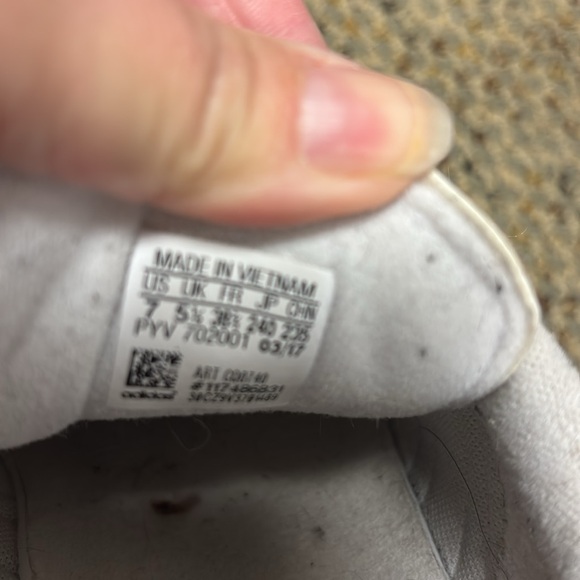 MADE IN VIETNAM
US UK FR JP CHN
7 5½ 38⅔ 240 235
PYV 702001 03/17
ART
adidas